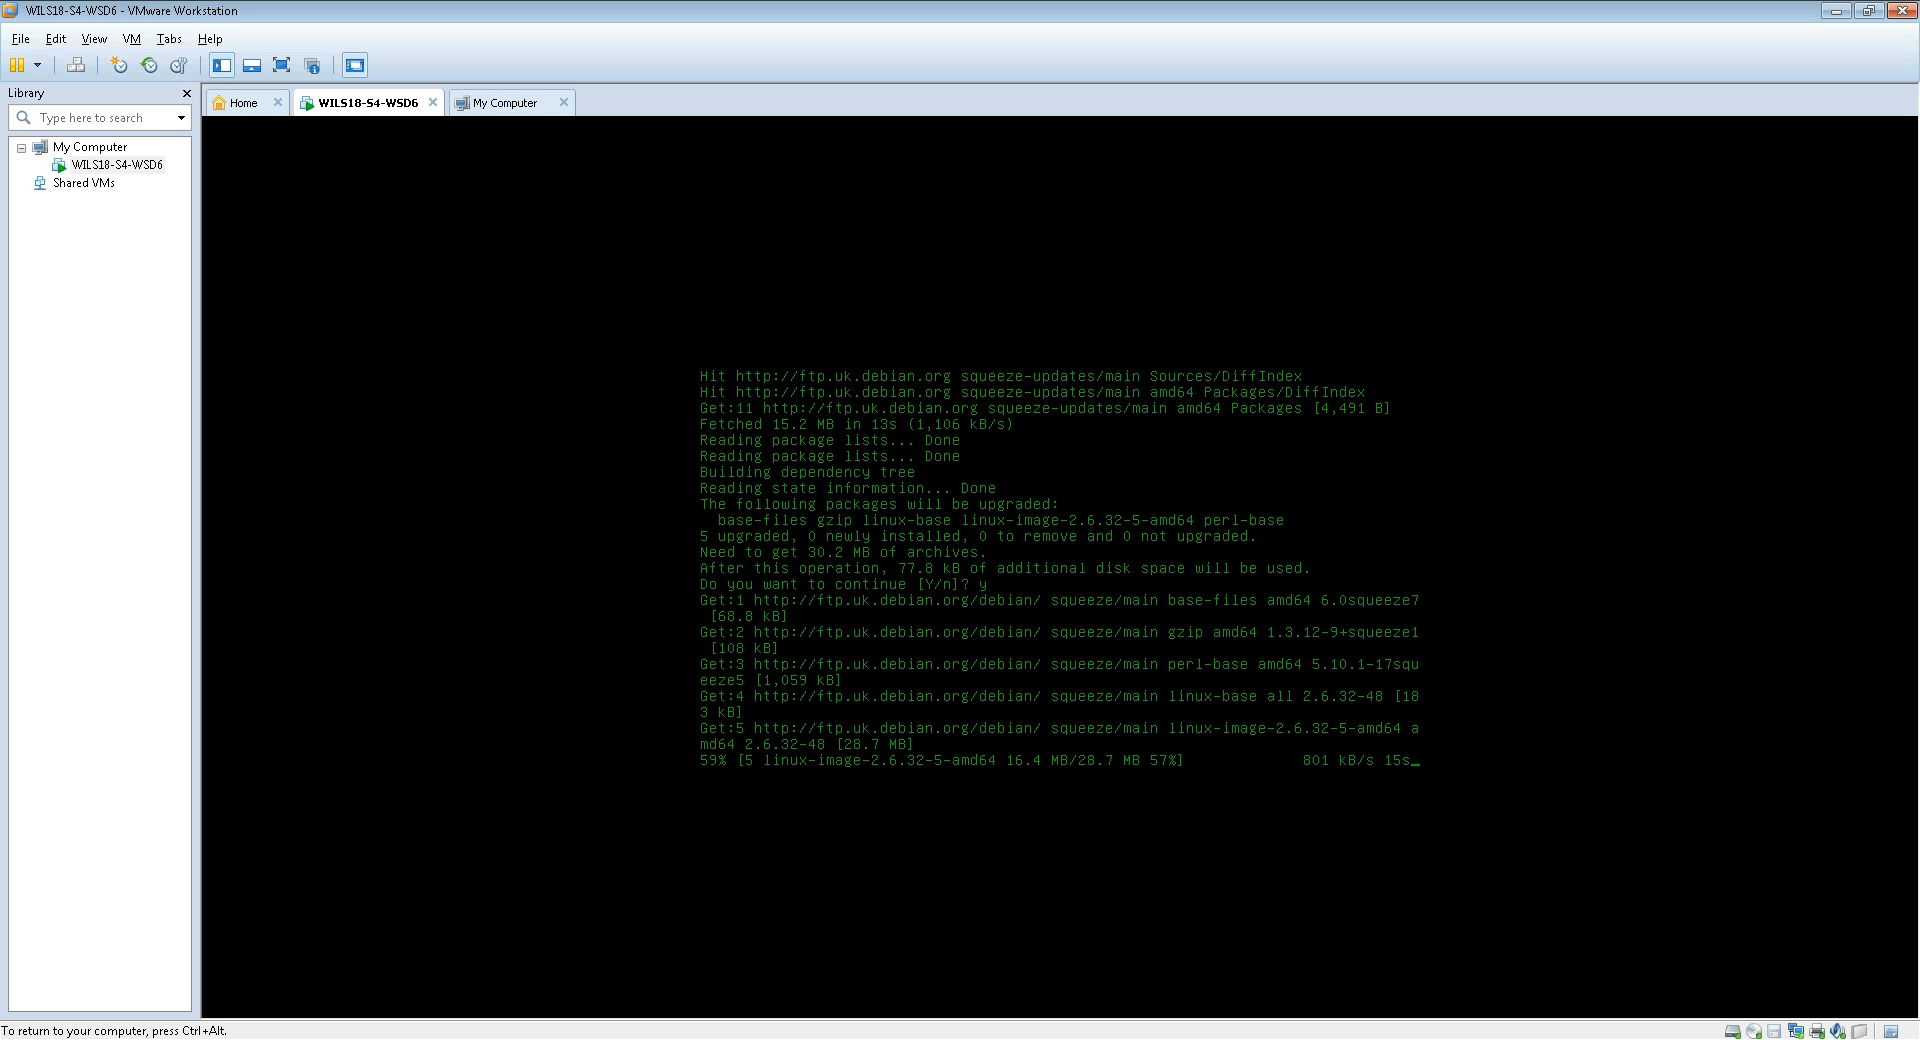 WILS18-S4-WSD6 - VMware Workstation
File Edit View VM Tabs Help
Library
Home
WILS18-S4-WSD6
My Computer
Type here to search
My Computer
WILS18-S4-WSD6
Shared VMs
Hit http://ftp.uk.debian.org squeeze-updates/main Sources/DiffIndex
Hit http://ftp.uk.debian.org squeeze-updates/main amd64 Packages/DiffIndex
Get:11 http://ftp.uk.debian.org squeeze-updates/main amd64 Packages [4,491 B]
Fetched 15.2 MB in 13s (1,106 kB/s)
Reading package lists... Done
Reading package lists... Done
Building dependency tree
Reading state information... Done
The following packages will be upgraded:
  base-files gzip linux-base linux-image-2.6.32-5-amd64 perl-base
5 upgraded, 0 newly installed, 0 to remove and 0 not upgraded.
Need to get 30.2 MB of archives.
After this operation, 77.8 kB of additional disk space will be used.
Do you want to continue [Y/n]? y
Get:1 http://ftp.uk.debian.org/debian/ squeeze/main base-files amd64 6.0squeeze7
 [68.8 kB]
Get:2 http://ftp.uk.debian.org/debian/ squeeze/main gzip amd64 1.3.12-9+squeeze1
 [108 kB]
Get:3 http://ftp.uk.debian.org/debian/ squeeze/main perl-base amd64 5.10.1-17squ
eeze5 [1,059 kB]
Get:4 http://ftp.uk.debian.org/debian/ squeeze/main linux-base all 2.6.32-48 [18
3 kB]
Get:5 http://ftp.uk.debian.org/debian/ squeeze/main linux-image-2.6.32-5-amd64 a
md64 2.6.32-48 [28.7 MB]
59% [5 linux-image-2.6.32-5-amd64 16.4 MB/28.7 MB 57%] 801 kB/s 15s_
To return to your computer, press Ctrl+Alt.